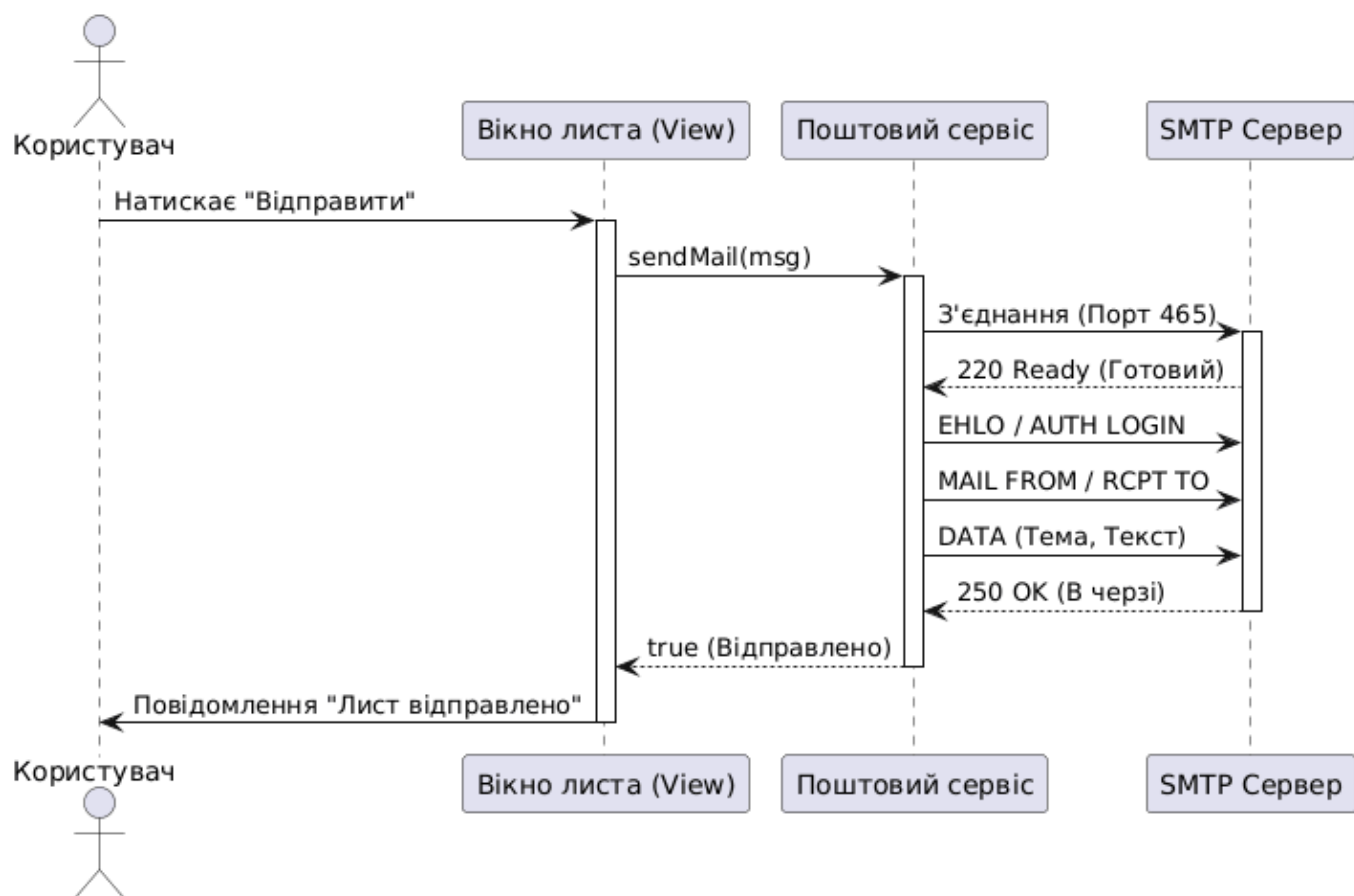 Користувач
Вікно листа (View)
Поштовий сервіс
SMTP Сервер
Натискає "Відправити"
sendMail(msg)
З'єднання (Порт 465)
220 Ready (Готовий)
EHLO / AUTH LOGIN
MAIL FROM / RCPT TO
DATA (Тема, Текст)
250 OK (В черзі)
true (Відправлено)
Повідомлення "Лист відправлено"
Користувач
Вікно листа (View)
Поштовий сервіс
SMTP Сервер